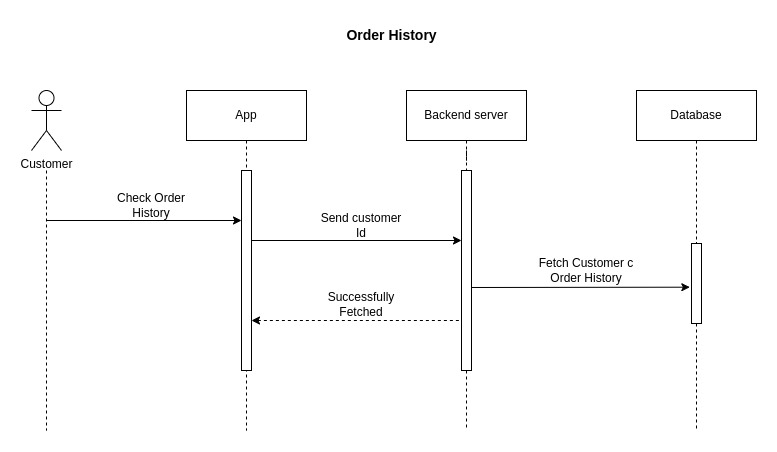 Order History
App
Backend server
Database
Customer
Check Order
History
Send customer
Id
Fetch Customer c
Order History
Successfully
Fetched